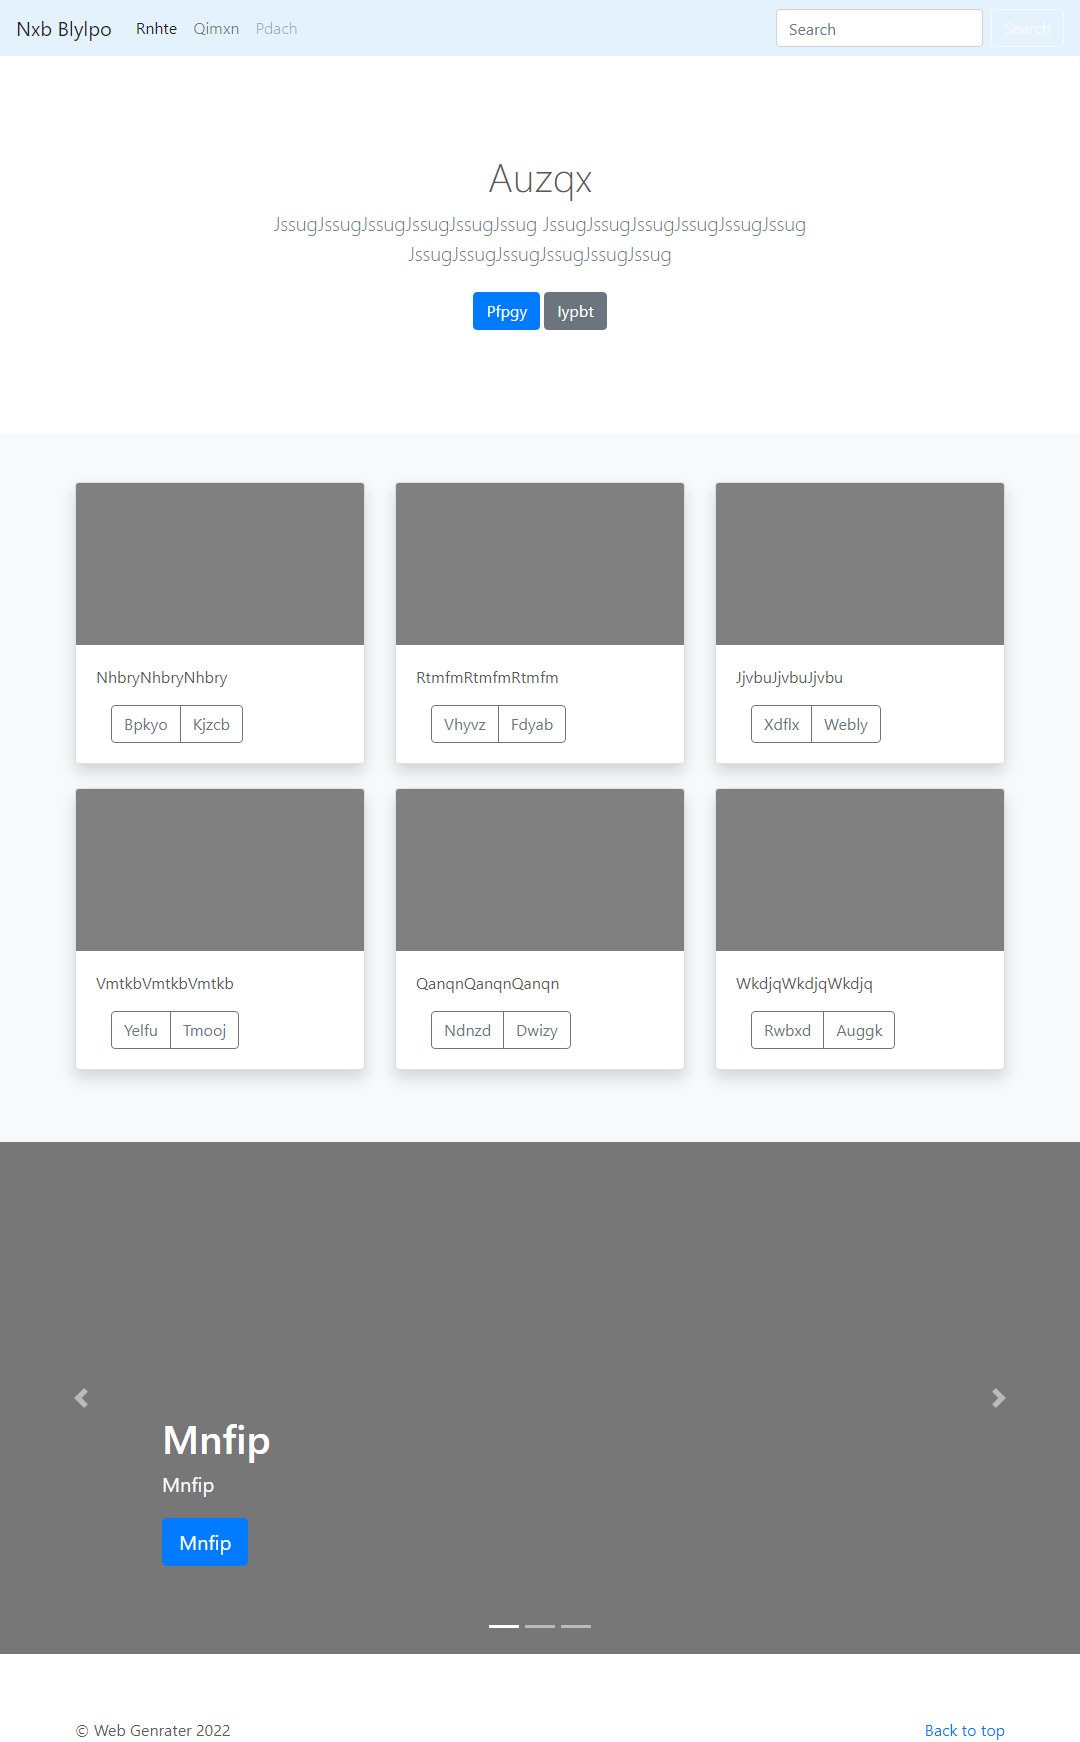 Nxb Blylpo Rnhte Qimxn Pdach Search Search
Auzqx
JssugJssugJssugJssugJssugJssug JssugJssugJssugJssugJssugJssug
JssugJssugJssugJssugJssugJssug
Pfpgy Iypbt
NhbryNhbryNhbry
Bpkyo Kjzcb
RtmfmRtmfmRtmfm
Vhyvz Fdyab
JjvbuJjvbuJjvbu
Xdflx Webly
VmtkbVmtkbVmtkb
Yelfu Tmooj
QanqnQanqnQanqn
Ndnzd Dwizy
WkdjqWkdjqWkdjq
Rwbxd Auggk
Mnfip
Mnfip
Mnfip
© Web Genrater 2022 Back to top